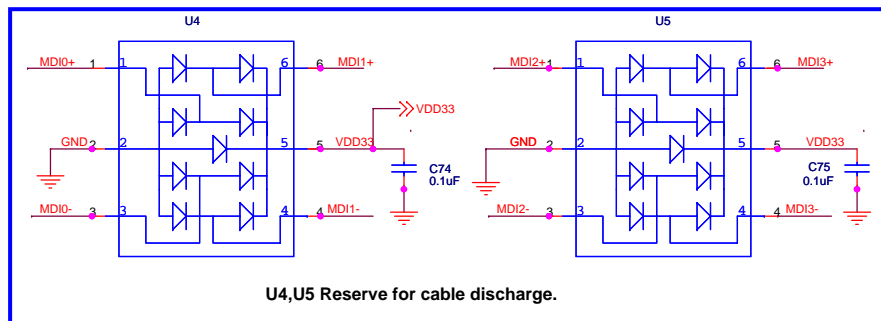 U4
U5
MDI0+ 1 1 6 6 MDI1+
MDI2+ 1 1 6 6 MDI3+
VDD33
GND 2 2 5 5 VDD33
GND 2 2 5 5 VDD33
C74
0.1uF
C75
0.1uF
MDI0- 3 3 4 4 MDI1-
MDI2- 3 3 4 4 MDI3-
U4,U5 Reserve for cable discharge.